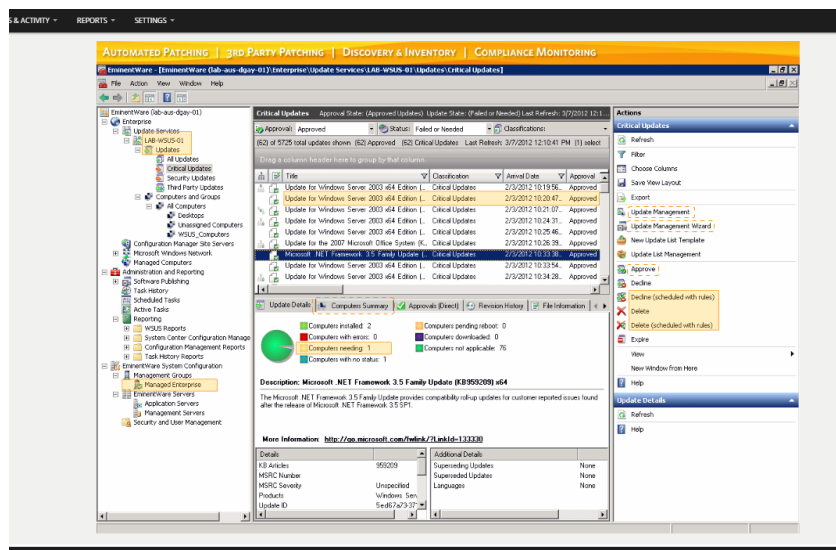 S & ACTIVITY REPORTS SETTINGS
AUTOMATED PATCHING | 3RD PARTY PATCHING | DISCOVERY & INVENTORY | COMPLIANCE MONITORING
EminentWare - [EminentWare (lab-aus-dgay-01)\Enterprise\Update Services\LAB-WSUS-01\Updates\Critical Updates]
File Action View Window Help
EminentWare (lab-aus-dgay-01)
Enterprise
Update Services
LAB-WSUS-01
Updates
All Updates
Critical Updates
Security Updates
Third Party Updates
Computers and Groups
All Computers
Desktops
Unassigned Computers
WSUS_Computers
Configuration Manager Site Servers
Microsoft Windows Network
Managed Computers
Administration and Reporting
Software Publishing
Task History
Scheduled Tasks
Active Tasks
Reporting
WSUS Reports
System Center Configuration Manage
Configuration Management Reports
Task History Reports
EminentWare System Configuration
Management Groups
Managed Enterprise
EminentWare Servers
Application Servers
Management Servers
Security and User Management
Critical Updates Approval State: (Approved Updates) Update State: (Failed or Needed) Last Refresh: 3/7/2012 12:1...
Approval: Approved Status: Failed or Needed Classifications:
(62) of 5725 total updates shown (62) Approved (62) Critical Updates Last Refresh: 3/7/2012 12:10:41 PM (1) select
Drag a column header here to group by that column.
Title Classification Arrival Date Approval
Update for Windows Server 2003 x64 Edition (... Critical Updates 2/3/2012 10:19:56... Approved
Update for Windows Server 2003 x64 Edition (... Critical Updates 2/3/2012 10:20:47... Approved
Update for Windows Server 2003 x64 Edition (... Critical Updates 2/3/2012 10:21:07... Approved
Update for Windows Server 2003 x64 Edition (... Critical Updates 2/3/2012 10:24:31... Approved
Update for Windows Server 2003 x64 Edition (... Critical Updates 2/3/2012 10:25:46... Approved
Update for the 2007 Microsoft Office System (K... Critical Updates 2/3/2012 10:26:39... Approved
Microsoft .NET Framework 3.5 Family Update (... Critical Updates 2/3/2012 10:33:38... Approved
Update for Windows Server 2003 x64 Edition (... Critical Updates 2/3/2012 10:33:54... Approved
Update for Windows Server 2003 x64 Edition (... Critical Updates 2/3/2012 10:34:28... Approved
Update Details Computers Summary Approvals (Direct) Revision History File Information
Computers installed: 2 Computers pending reboot: 0
Computers with errors: 0 Computers downloaded: 0
Computers needing: 1 Computers not applicable: 76
Computers with no status: 1
Description: Microsoft .NET Framework 3.5 Family Update (KB959209) x64
The Microsoft .NET Framework 3.5 Family Update provides compatibility roll-up updates for customer reported issues found
after the release of Microsoft .NET Framework 3.5 SP1.
More Information: http://go.microsoft.com/fwlink/?LinkId=133330
Details Additional Details
KB Articles 959209 Superseding Updates None
MSRC Number Superseded Updates None
MSRC Severity Unspecified Languages None
Products Windows Serv
Update ID 5ed67a73-37
Actions
Critical Updates
Refresh
Filter
Choose Columns
Save View Layout
Export
Update Management
Update Management Wizard
New Update List Template
Update List Management
Approve
Decline
Decline (scheduled with rules)
Delete
Delete (scheduled with rules)
Expire
View
New Window from Here
Help
Update Details
Refresh
Help